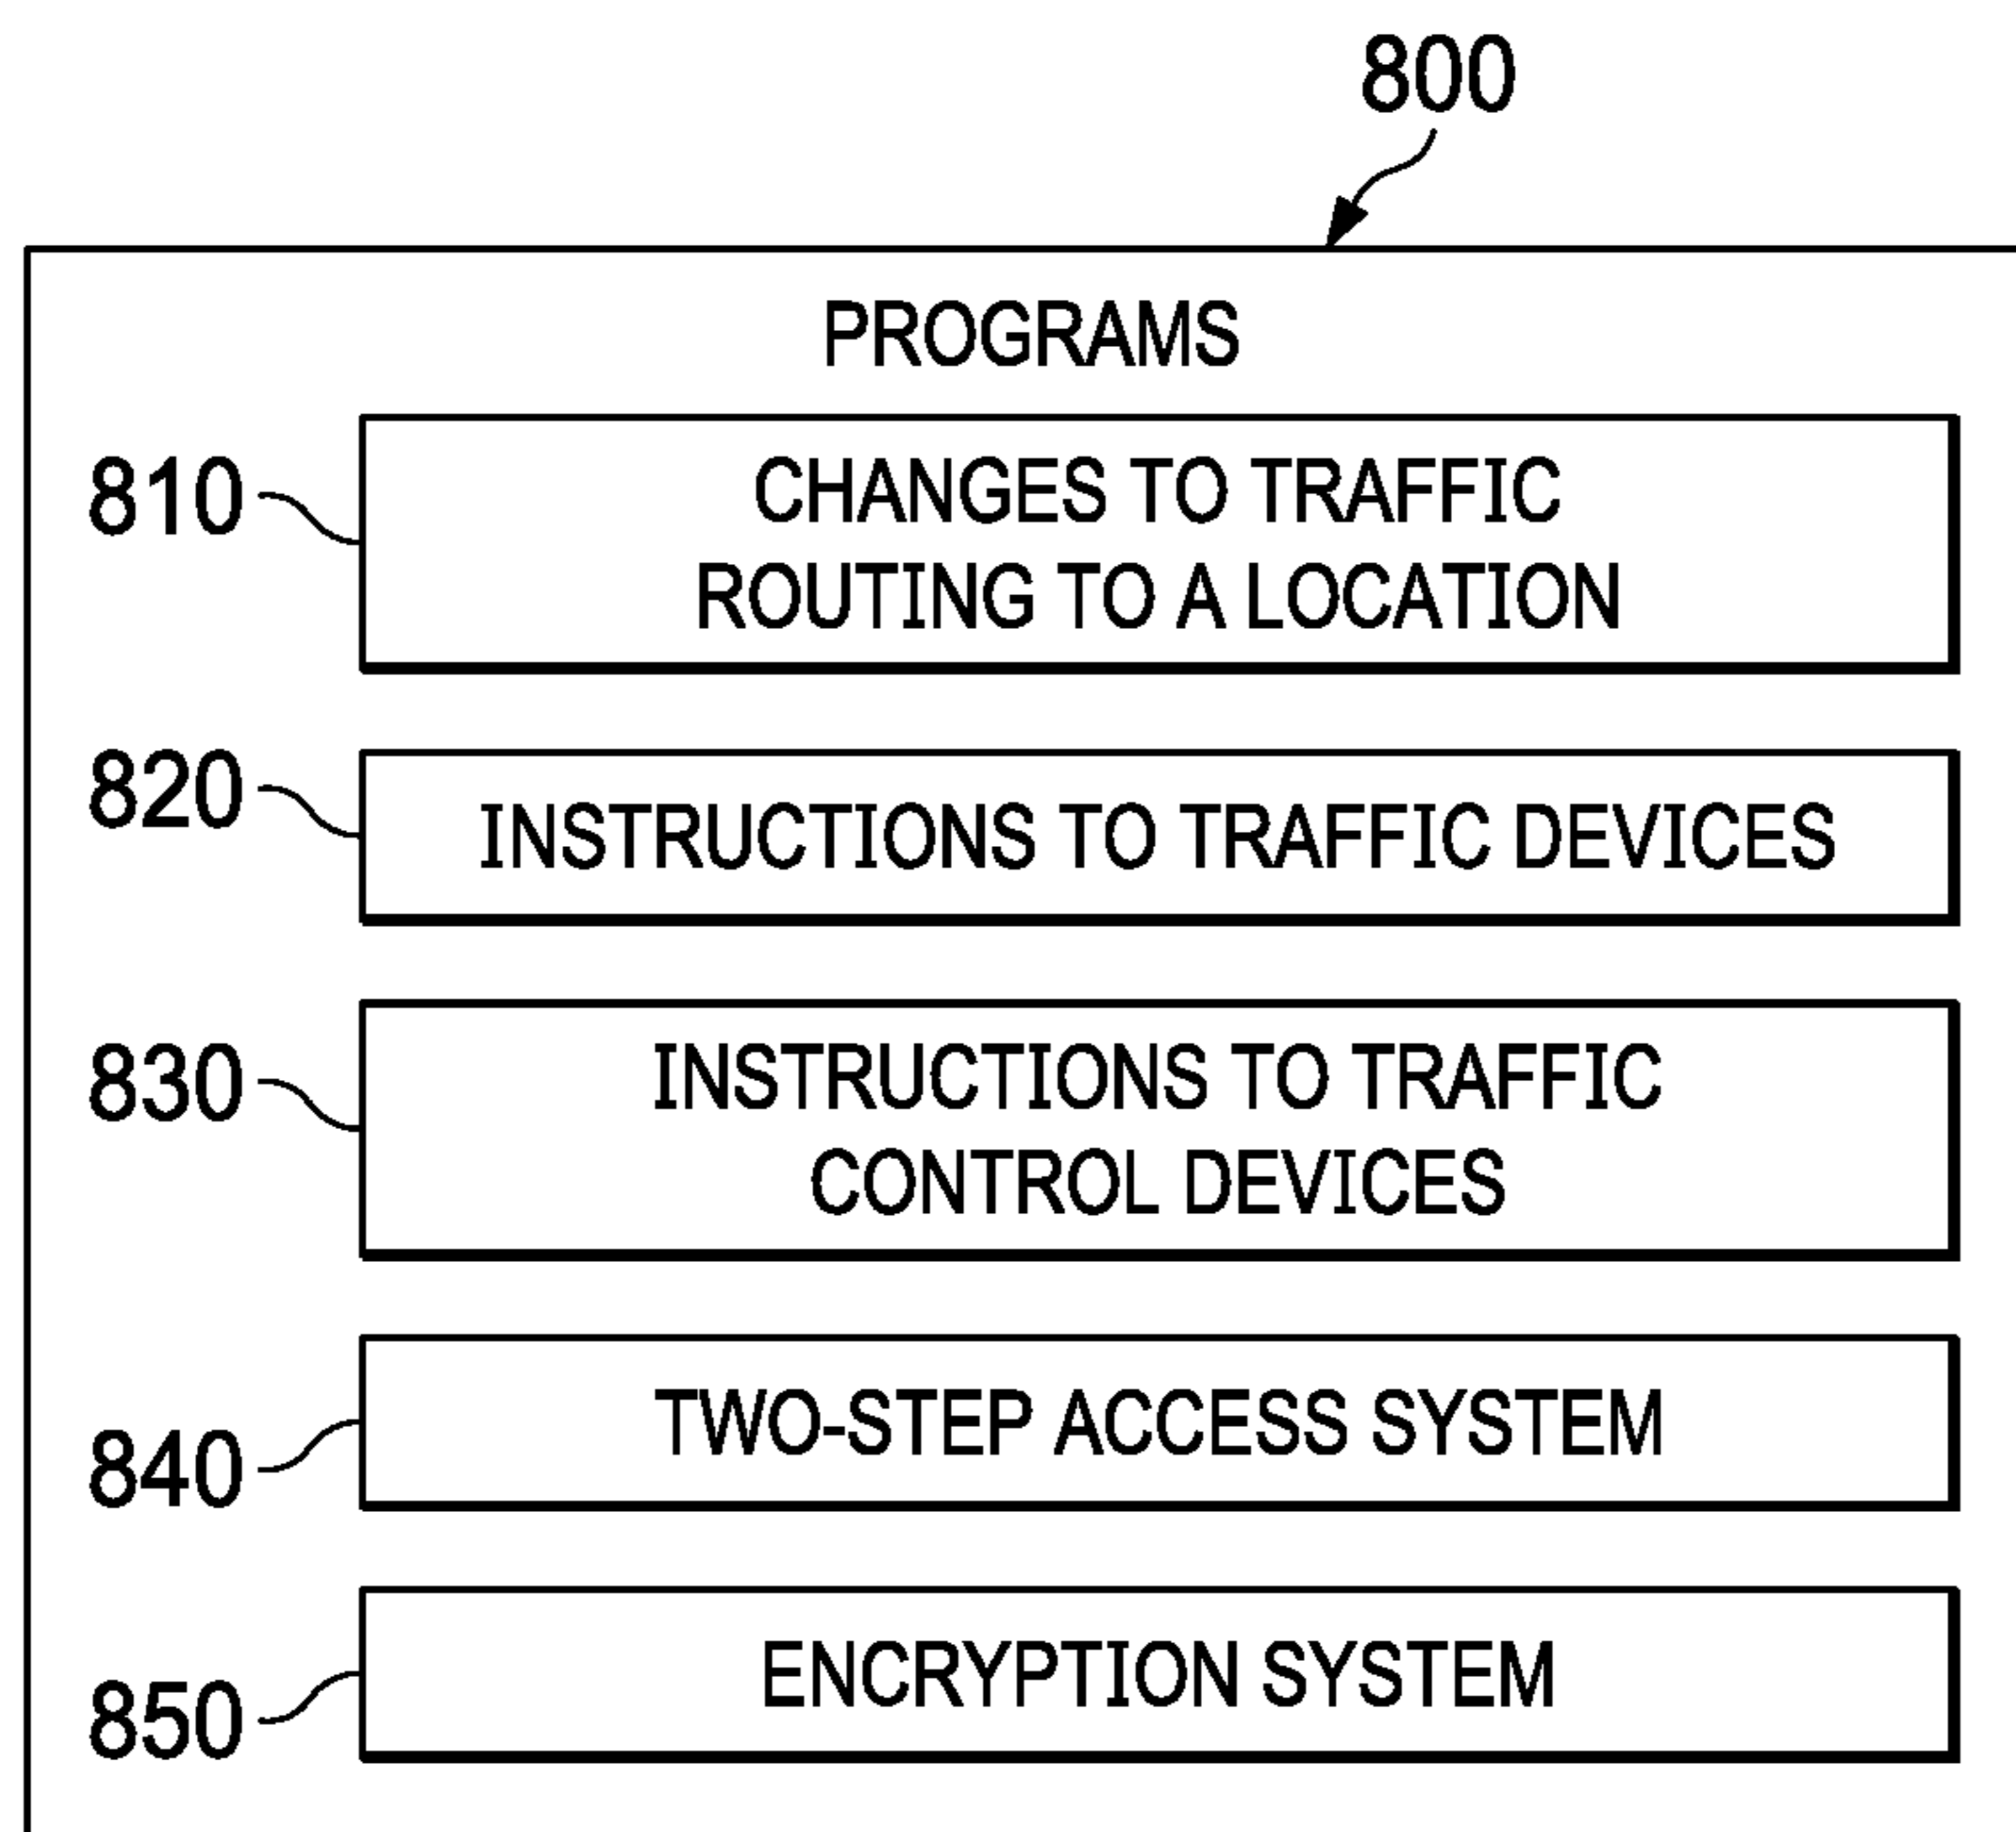 800
PROGRAMS
810
CHANGES TO TRAFFIC
ROUTING TO A LOCATION
820
INSTRUCTIONS TO TRAFFIC DEVICES
830
INSTRUCTIONS TO TRAFFIC
CONTROL DEVICES
840
TWO-STEP ACCESS SYSTEM
850
ENCRYPTION SYSTEM